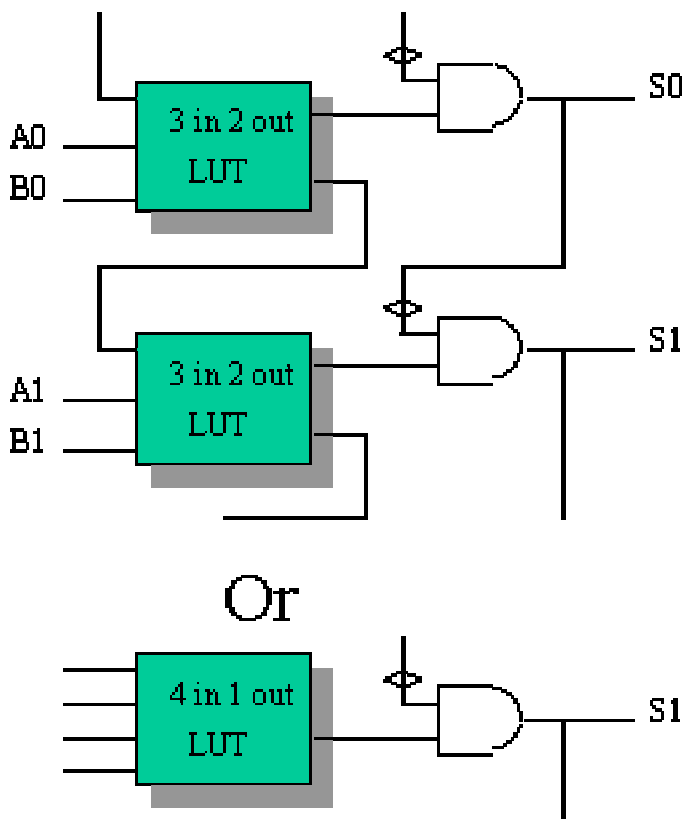 S0
3 in 2 out
LUT
A0
B0
S1
3 in 2 out
LUT
A1
B1
Or
4 in 1 out
LUT
S1